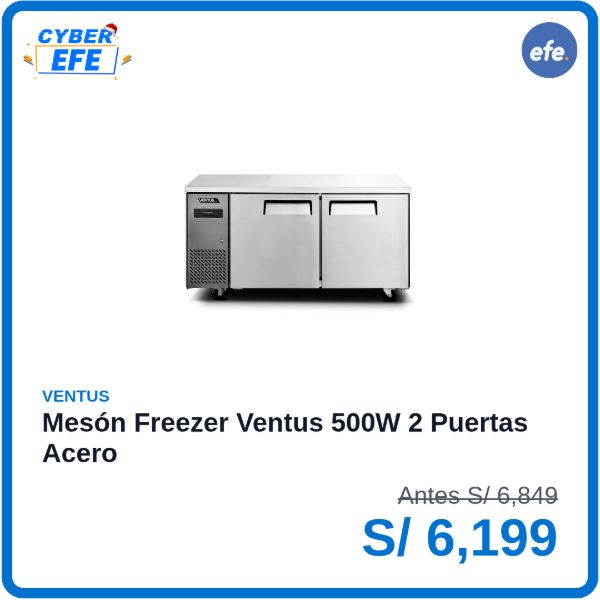 CYBER
EFE
efe.
VENTUS
VENTUS
Mesón Freezer Ventus 500W 2 Puertas
Acero
Antes S/ 6,849
S/ 6,199